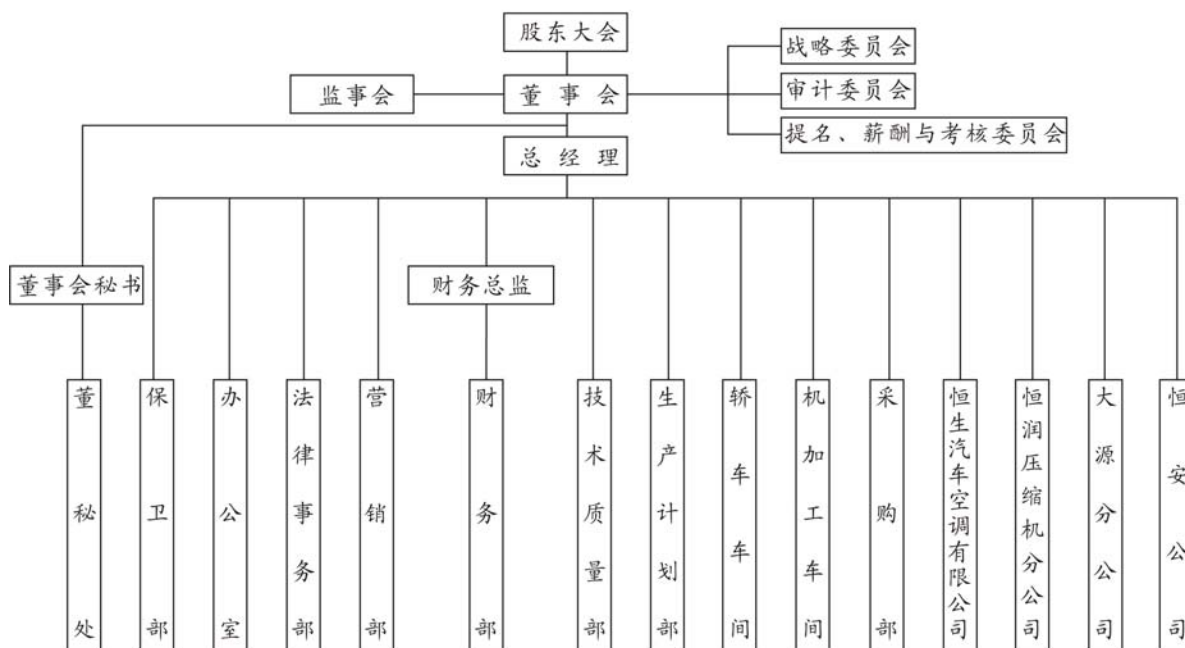 股东大会
战略委员会
监事会
董事会
审计委员会
提名、薪酬与考核委员会
总经理
董事会秘书
财务总监
董秘处
保卫部
办公室
法律事务部
营销部
财务部
技术质量部
生产计划部
轿车车间
机加工车间
采购部
恒生汽车空调有限公司
恒润压缩机分公司
大源分公司
恒安公司